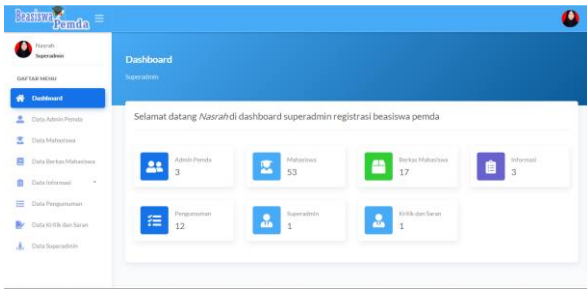 Beasiswa
Pemda
Nasrah
Superadmin
DAFTAR MENU
Dashboard
Data Admin Pemda
Data Mahasiswa
Data Berkas Mahasiswa
Data Informasi
Data Pengumuman
Data Kritik dan Saran
Data Superadmin
Dashboard
Superadmin
Selamat datang Nasrah di dashboard superadmin registrasi beasiswa pemda
Admin Pemda
3
Mahasiswa
53
Berkas Mahasiswa
17
Informasi
3
Pengumuman
12
Superadmin
1
Kritik dan Saran
1